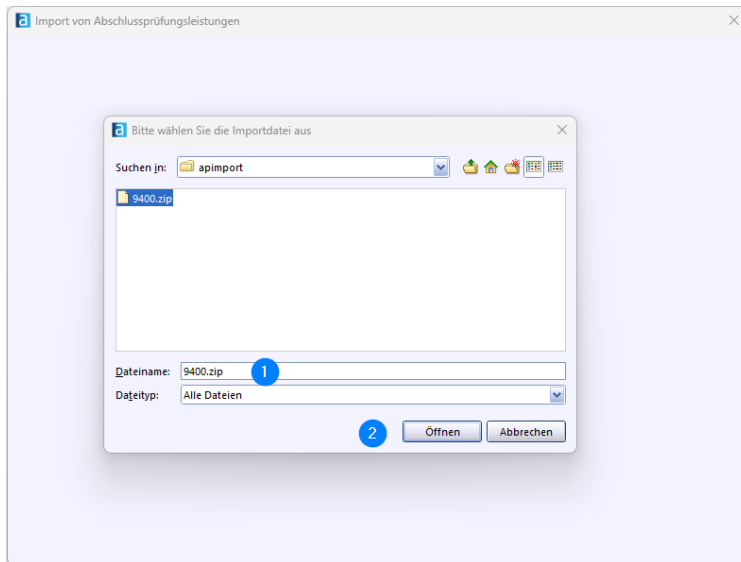 a Import von Abschlussprüfungsleistungen
a Bitte wählen Sie die Importdatei aus
Suchen in: apimport
9400.zip
Dateiname: 9400.zip 1
Dateityp: Alle Dateien
2 Öffnen Abbrechen